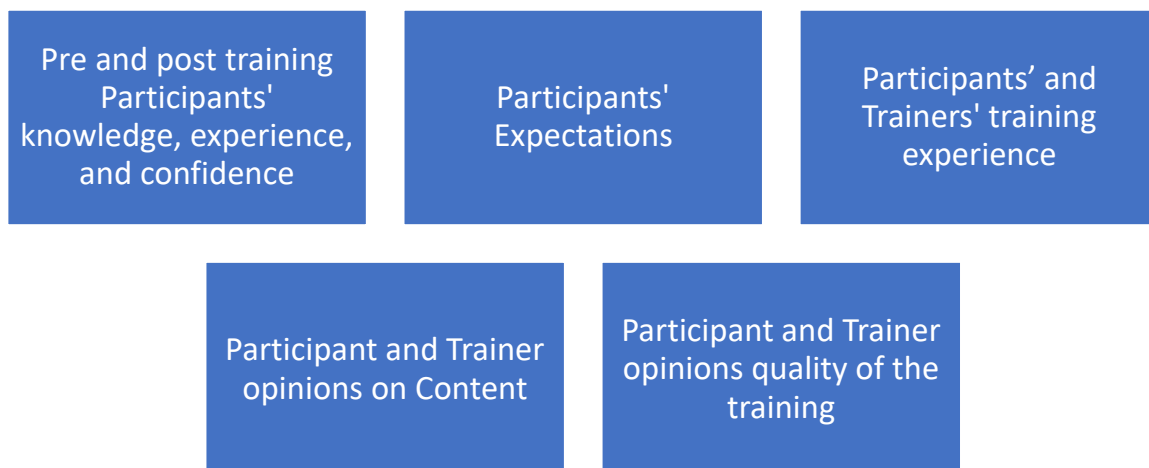 Pre and post training
Participants'
knowledge, experience,
and confidence
Participants'
Expectations
Participants’ and
Trainers' training
experience
Participant and Trainer
opinions on Content
Participant and Trainer
opinions quality of the
training